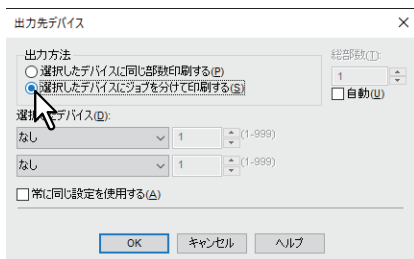 出力先デバイス
出力方法
選択したデバイスに同じ部数印刷する(P)
選択したデバイスにジョブを分けて印刷する(S)
総部数(T):
1
自動(U)
選択したデバイス(D):
なし 1 (1-999)
なし 1 (1-999)
常に同じ設定を使用する(A)
OK キャンセル ヘルプ